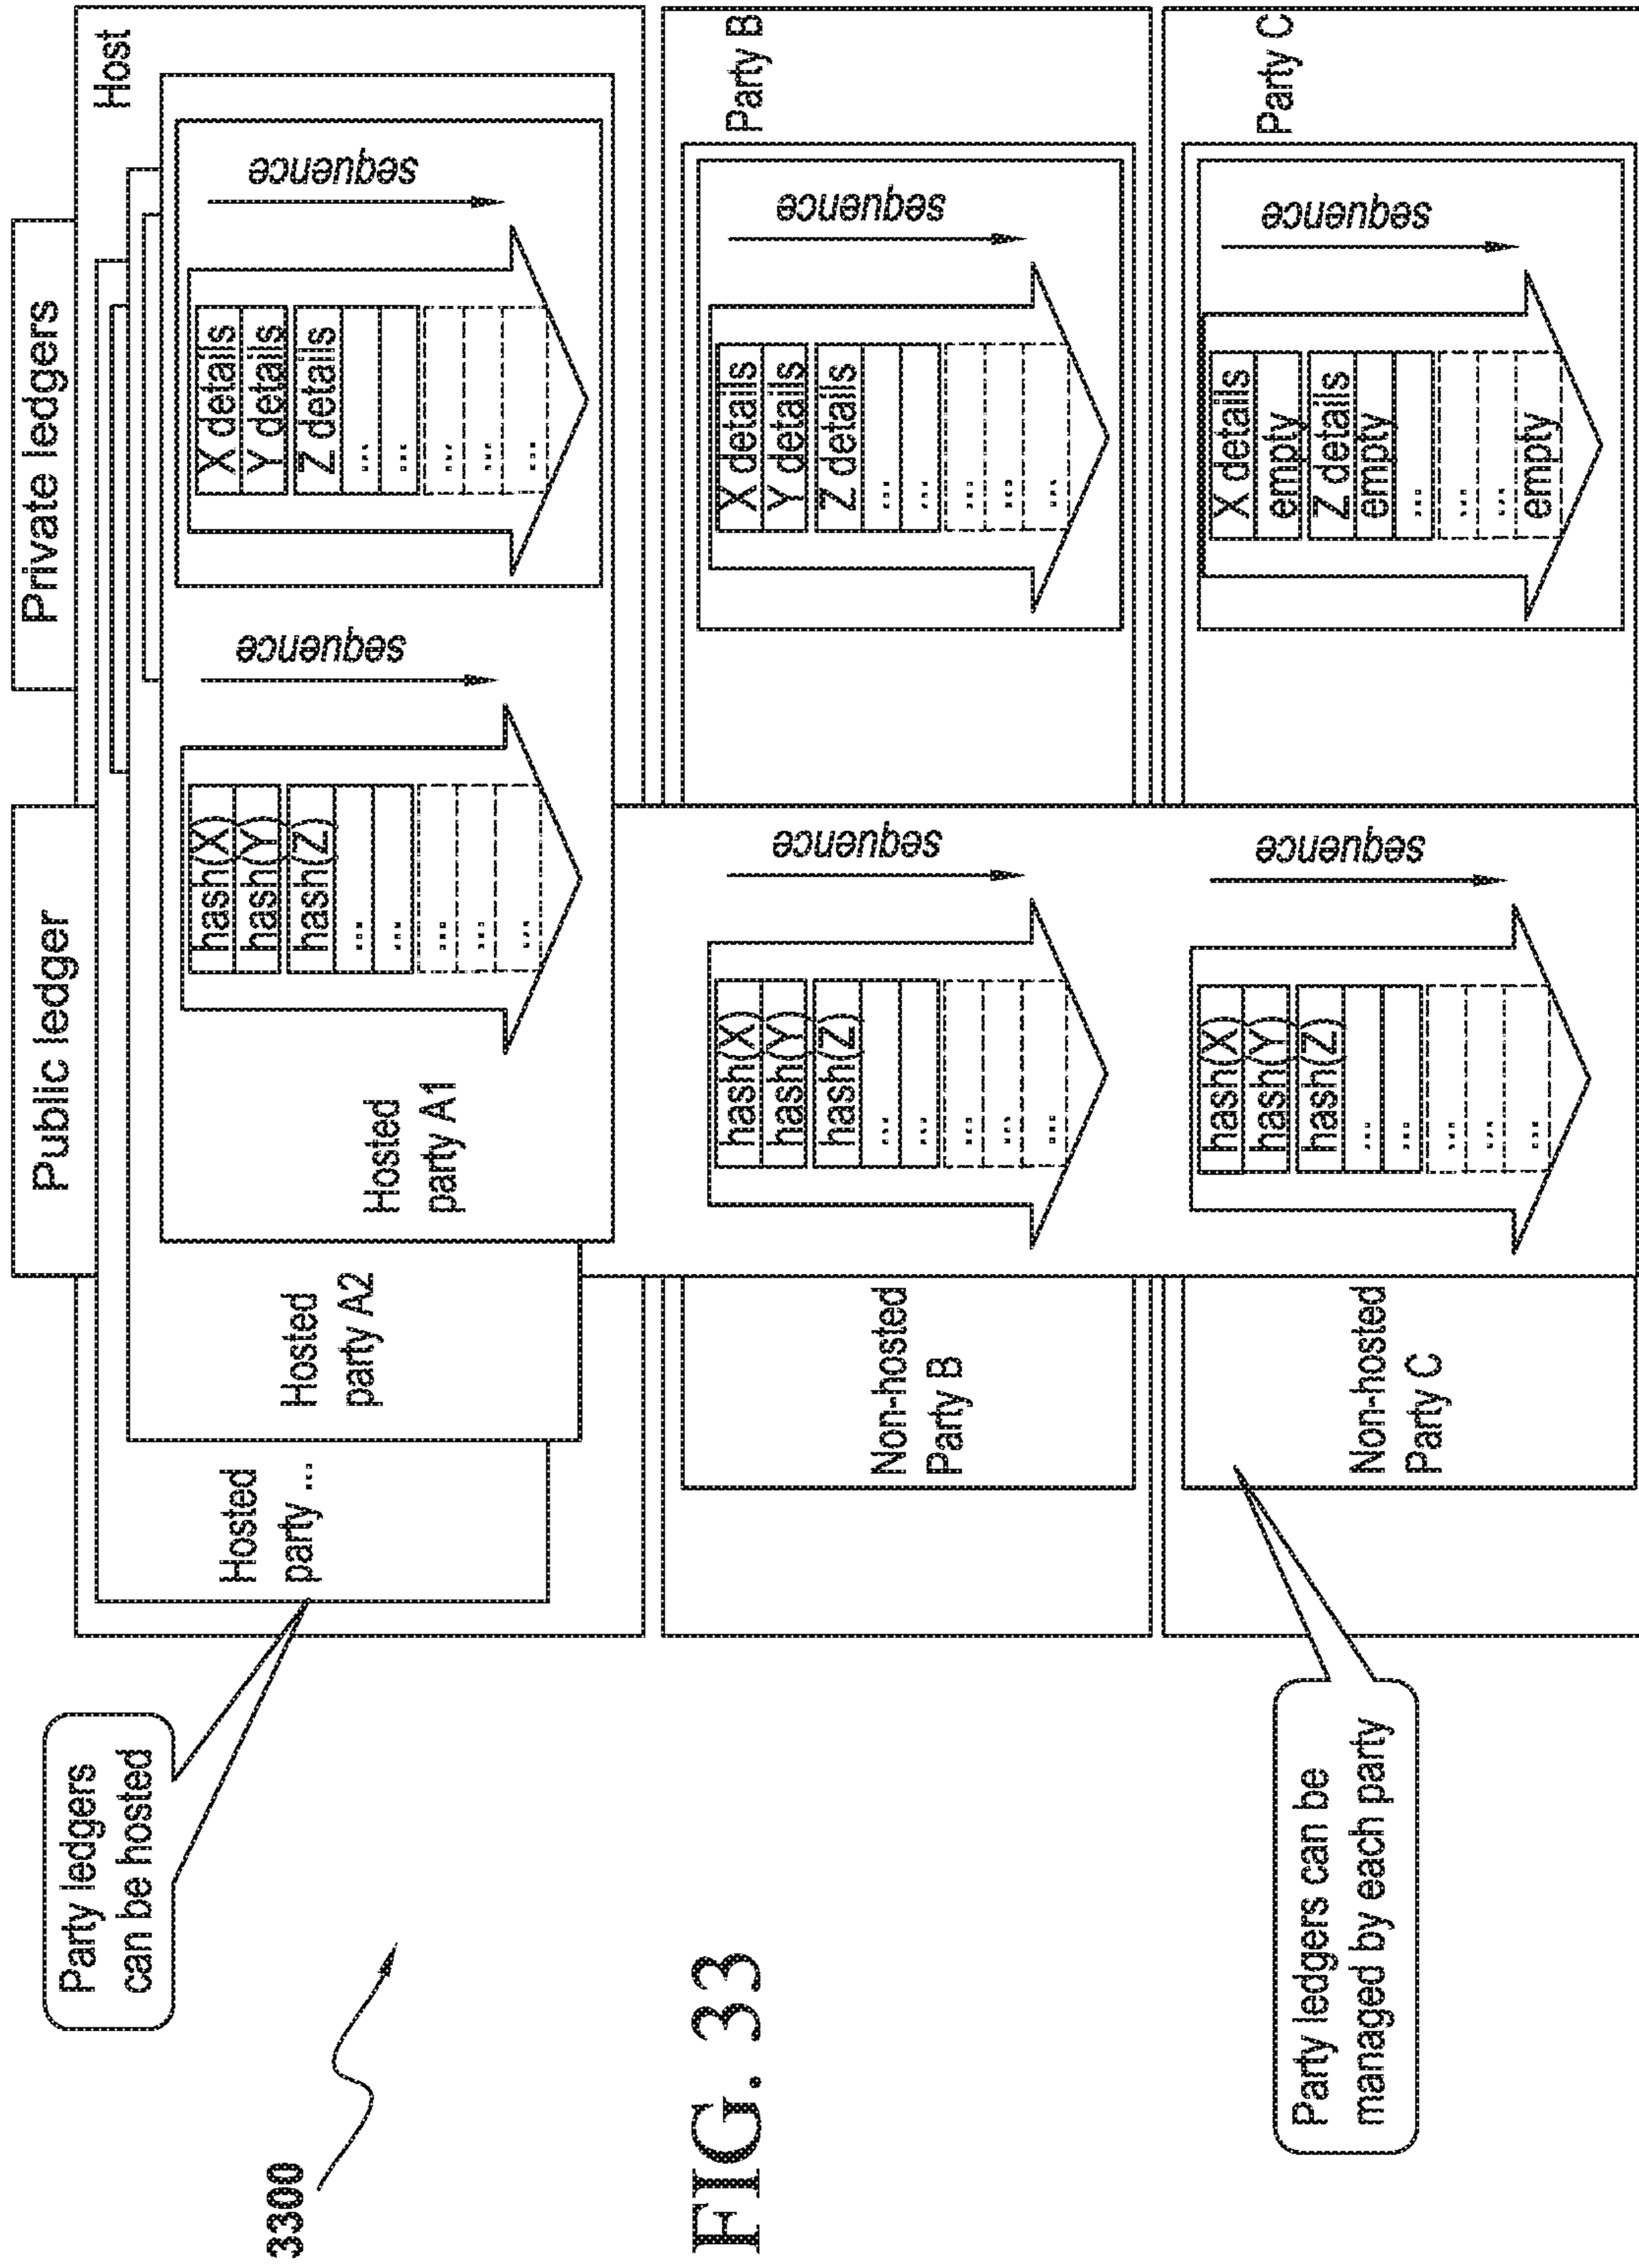 Public ledger
Private ledgers
Party ledgers
can be hosted
Host
Hosted
party ...
Hosted
party A2
Hosted
party A1
hash(X)
hash(Y)
hash(Z)
...
...
...
...
...
sequence
X details
Y details
Z details
...
...
...
...
...
sequence
3300
Party B
Non-hosted
Party B
hash(X)
hash(Y)
hash(Z)
...
...
...
...
...
sequence
X details
Y details
Z details
...
...
...
...
...
sequence
FIG. 33
Party C
Party ledgers can be
managed by each party
Non-hosted
Party C
hash(X)
hash(Y)
hash(Z)
...
...
...
...
...
sequence
X details
empty
Z details
empty
...
...
...
empty
sequence